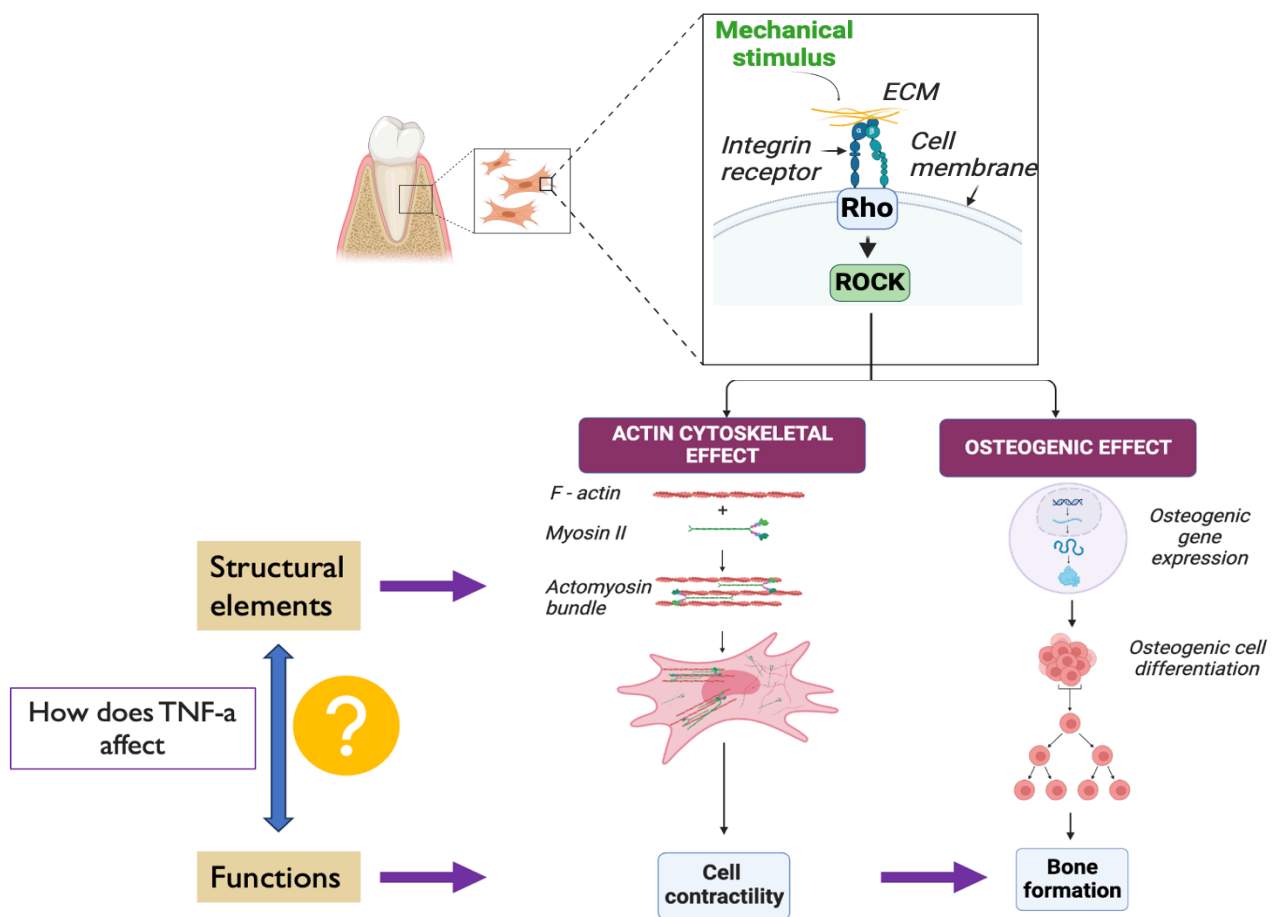 Mechanical
stimulus
ECM
Integrin
receptor
Cell
membrane
α
β
Rho
ROCK
ACTIN CYTOSKELETAL
EFFECT
OSTEOGENIC EFFECT
F - actin
+
Myosin II
Actomyosin
bundle
Osteogenic
gene
expression
Osteogenic cell
differentiation
Structural
elements
How does TNF-a
affect
?
Functions
Cell
contractility
Bone
formation